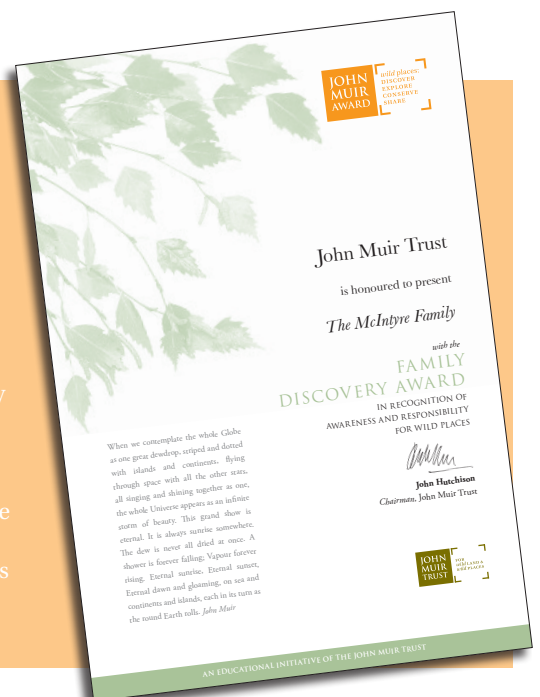 JOHN
MUIR
AWARD
wild places:
DISCOVER
EXPLORE
CONSERVE
SHARE
John Muir Trust
is honoured to present
The McIntyre Family
with the
FAMILY
DISCOVERY AWARD
IN RECOGNITION OF
AWARENESS AND RESPONSIBILITY
FOR WILD PLACES
John Hutchison
Chairman, John Muir Trust
When we contemplate the whole Globe
as one great dewdrop, striped and dotted
with islands and continents, flying
through space with all the other stars,
all singing and shining together as one,
the whole Universe appears as an infinite
storm of beauty. This grand show is
eternal. It is always sunrise somewhere.
The dew is never all dried at once. A
shower is forever falling; Vapour forever
rising. Eternal sunrise, Eternal sunset,
Eternal dawn and gloaming, on sea and
continents and islands, each in its turn as
the round Earth rolls. John Muir
JOHN
MUIR
TRUST
FOR
WILD LAND &
WILD PLACES
AN EDUCATIONAL INITIATIVE OF THE JOHN MUIR TRUST
y
e
s